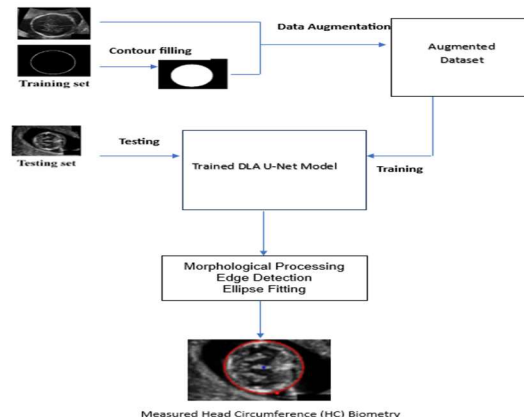 Data Augmentation
Contour filling
Training set
Augmented
Dataset
Testing
Testing set
Trained DLA U-Net Model
Training
Morphological Processing
Edge Detection
Ellipse Fitting
Measured Head Circumference (HC) Biometry